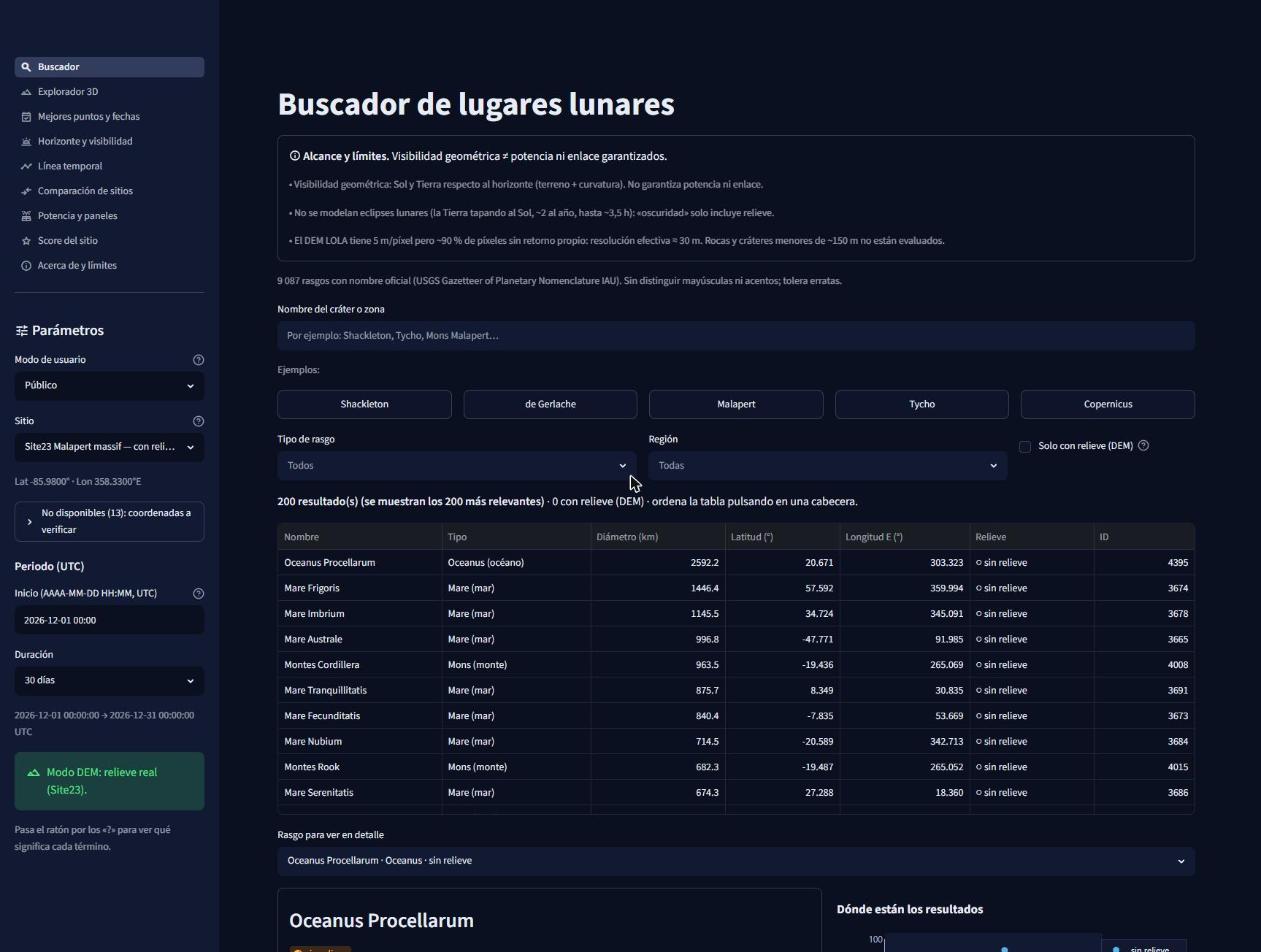 Buscador
Explorador 3D
Mejores puntos y fechas
Horizonte y visibilidad
Línea temporal
Comparación de sitios
Potencia y paneles
Score del sitio
Acerca de y límites
Parámetros
Modo de usuario
Público
Sitio
Site23 Malapert massif — con reli…
Lat -85.9800° · Lon 358.3300°E
No disponibles (13): coordenadas a
verificar
Periodo (UTC)
Inicio (AAAA-MM-DD HH:MM, UTC)
2026-12-01 00:00
Duración
30 días
2026-12-01 00:00:00 → 2026-12-31 00:00:00
UTC
Modo DEM: relieve real
(Site23).
Pasa el ratón por los «?» para ver qué
significa cada término.
Buscador de lugares lunares
Alcance y límites. Visibilidad geométrica ≠ potencia ni enlace garantizados.
• Visibilidad geométrica: Sol y Tierra respecto al horizonte (terreno + curvatura). No garantiza potencia ni enlace.
• No se modelan eclipses lunares (la Tierra tapando al Sol, ~2 al año, hasta ~3,5 h): «oscuridad» solo incluye relieve.
• El DEM LOLA tiene 5 m/píxel pero ~90 % de píxeles sin retorno propio: resolución efectiva ≈ 30 m. Rocas y cráteres menores de ~150 m no están evaluados.
9 087 rasgos con nombre oficial (USGS Gazetteer of Planetary Nomenclature IAU). Sin distinguir mayúsculas ni acentos; tolera erratas.
Nombre del cráter o zona
Por ejemplo: Shackleton, Tycho, Mons Malapert…
Ejemplos:
Shackleton de Gerlache Malapert Tycho Copernicus
Tipo de rasgo Región
Solo con relieve (DEM)
Todos Todas
200 resultado(s) (se muestran los 200 más relevantes) · 0 con relieve (DEM) · ordena la tabla pulsando en una cabecera.
Nombre Tipo Diámetro (km) Latitud (°) Longitud E (°) Relieve ID
Oceanus Procellarum Oceanus (océano) 2592.2 20.671 303.323 ○ sin relieve 4395
Mare Frigoris Mare (mar) 1446.4 57.592 359.994 ○ sin relieve 3674
Mare Imbrium Mare (mar) 1145.5 34.724 345.091 ○ sin relieve 3678
Mare Australe Mare (mar) 996.8 -47.771 91.985 ○ sin relieve 3665
Montes Cordillera Mons (monte) 963.5 -19.436 265.069 ○ sin relieve 4008
Mare Tranquillitatis Mare (mar) 875.7 8.349 30.835 ○ sin relieve 3691
Mare Fecunditatis Mare (mar) 840.4 -7.835 53.669 ○ sin relieve 3673
Mare Nubium Mare (mar) 714.5 -20.589 342.713 ○ sin relieve 3684
Montes Rook Mons (monte) 682.3 -19.487 265.052 ○ sin relieve 4015
Mare Serenitatis Mare (mar) 674.3 27.288 18.360 ○ sin relieve 3686
Rasgo para ver en detalle
Oceanus Procellarum · Oceanus · sin relieve
Oceanus Procellarum
Dónde están los resultados
100
sin relieve